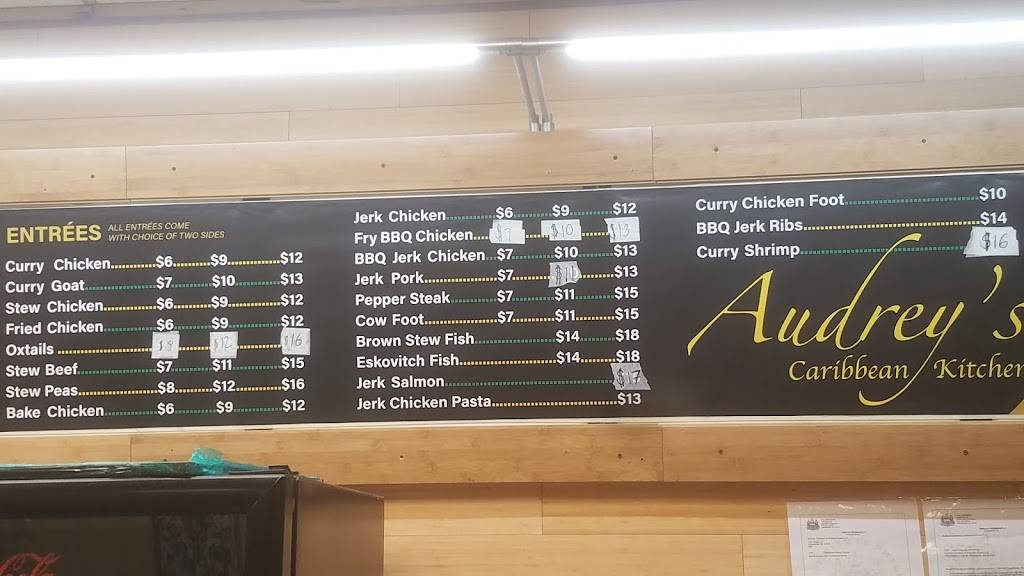 ENTRÉES ALL ENTRÉES COME
WITH CHOICE OF TWO SIDES
Curry Chicken $6 $9 $12
Curry Goat $7 $10 $13
Stew Chicken $6 $9 $12
Fried Chicken $6 $9 $12
Oxtails $8 $12 $16
Stew Beef $7 $11 $15
Stew Peas $8 $12 $16
Bake Chicken $6 $9 $12
Jerk Chicken $6 $9 $12
Fry BBQ Chicken $7 $10 $13
BBQ Jerk Chicken $7 $10 $13
Jerk Pork $7 $13
Pepper Steak $7 $11 $15
Cow Foot $7 $11 $15
Brown Stew Fish $14 $18
Eskovitch Fish $14 $18
Jerk Salmon $17
Jerk Chicken Pasta $13
Curry Chicken Foot $10
BBQ Jerk Ribs $14
Curry Shrimp $16
Audrey's
Caribbean Kitchen